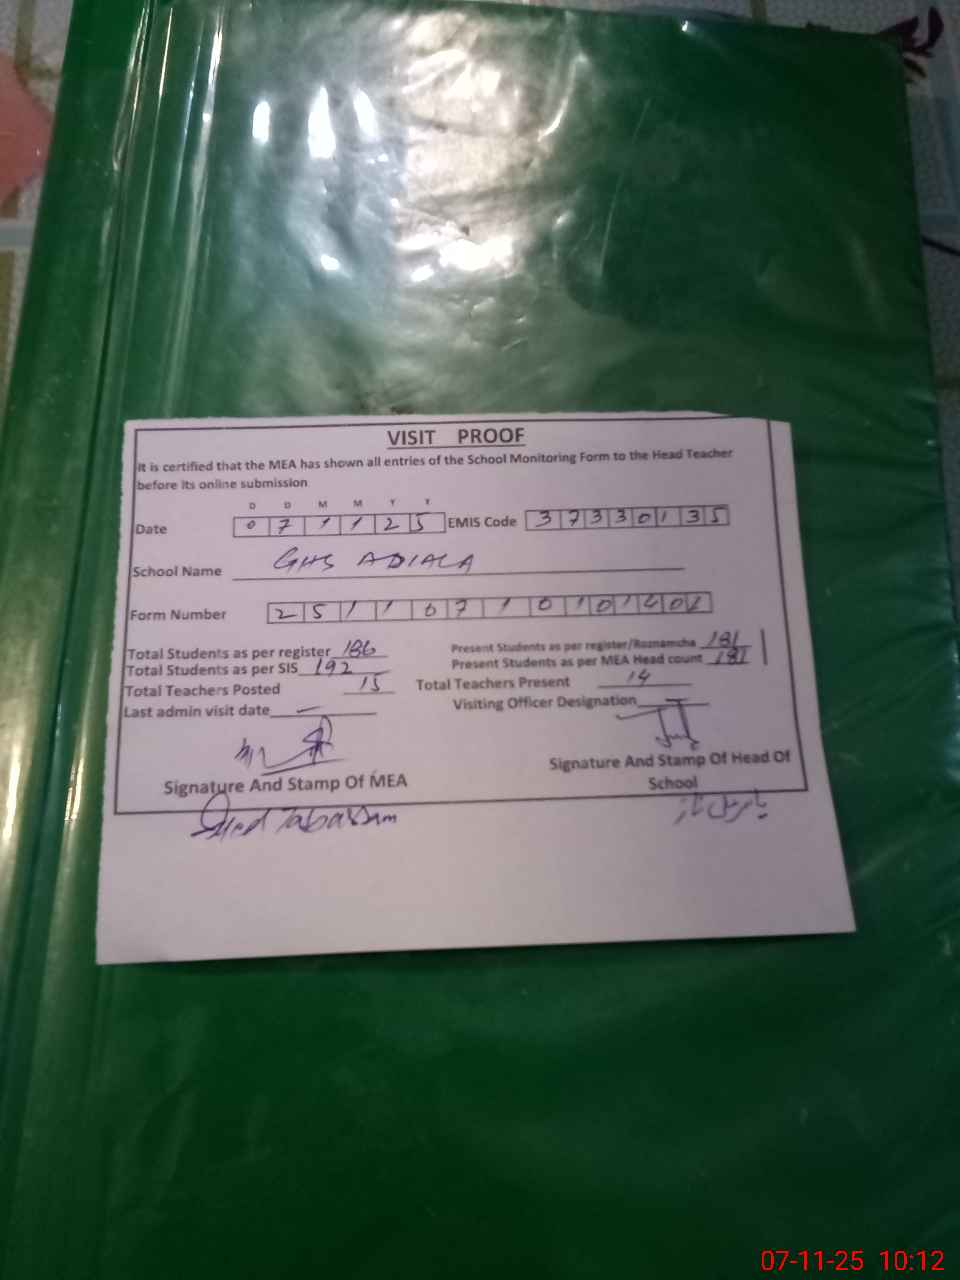 VISIT PROOF
It is certified that the MEA has shown all entries of the School Monitoring Form to the Head Teacher
before its online submission
D D M M Y Y
Date 0 7 1 1 2 5 EMIS Code 3 7 3 3 0 1 3 5
School Name GHS ADIALA
Form Number 2 5 1 1 0 7 1 0 1 0 1 2 0 2
Total Students as per register 186 Present Students as per register/Roznamcha 181
Total Students as per SIS 192 Present Students as per MEA Head count 181
Total Teachers Posted 15 Total Teachers Present 14
Last admin visit date Visiting Officer Designation
Signature And Stamp Of MEA Signature And Stamp Of Head Of
School
Tabassam
07-11-25 10:12